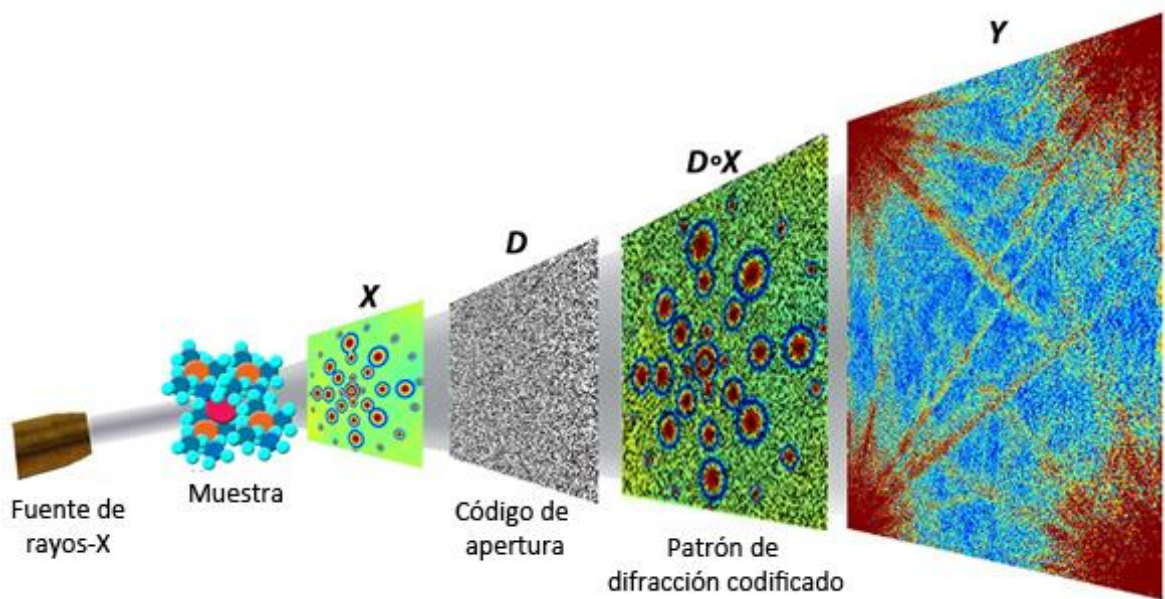 Y
D∘X
D
X
Fuente de
rayos-X
Muestra
Código de
apertura
Patrón de
difracción codificado